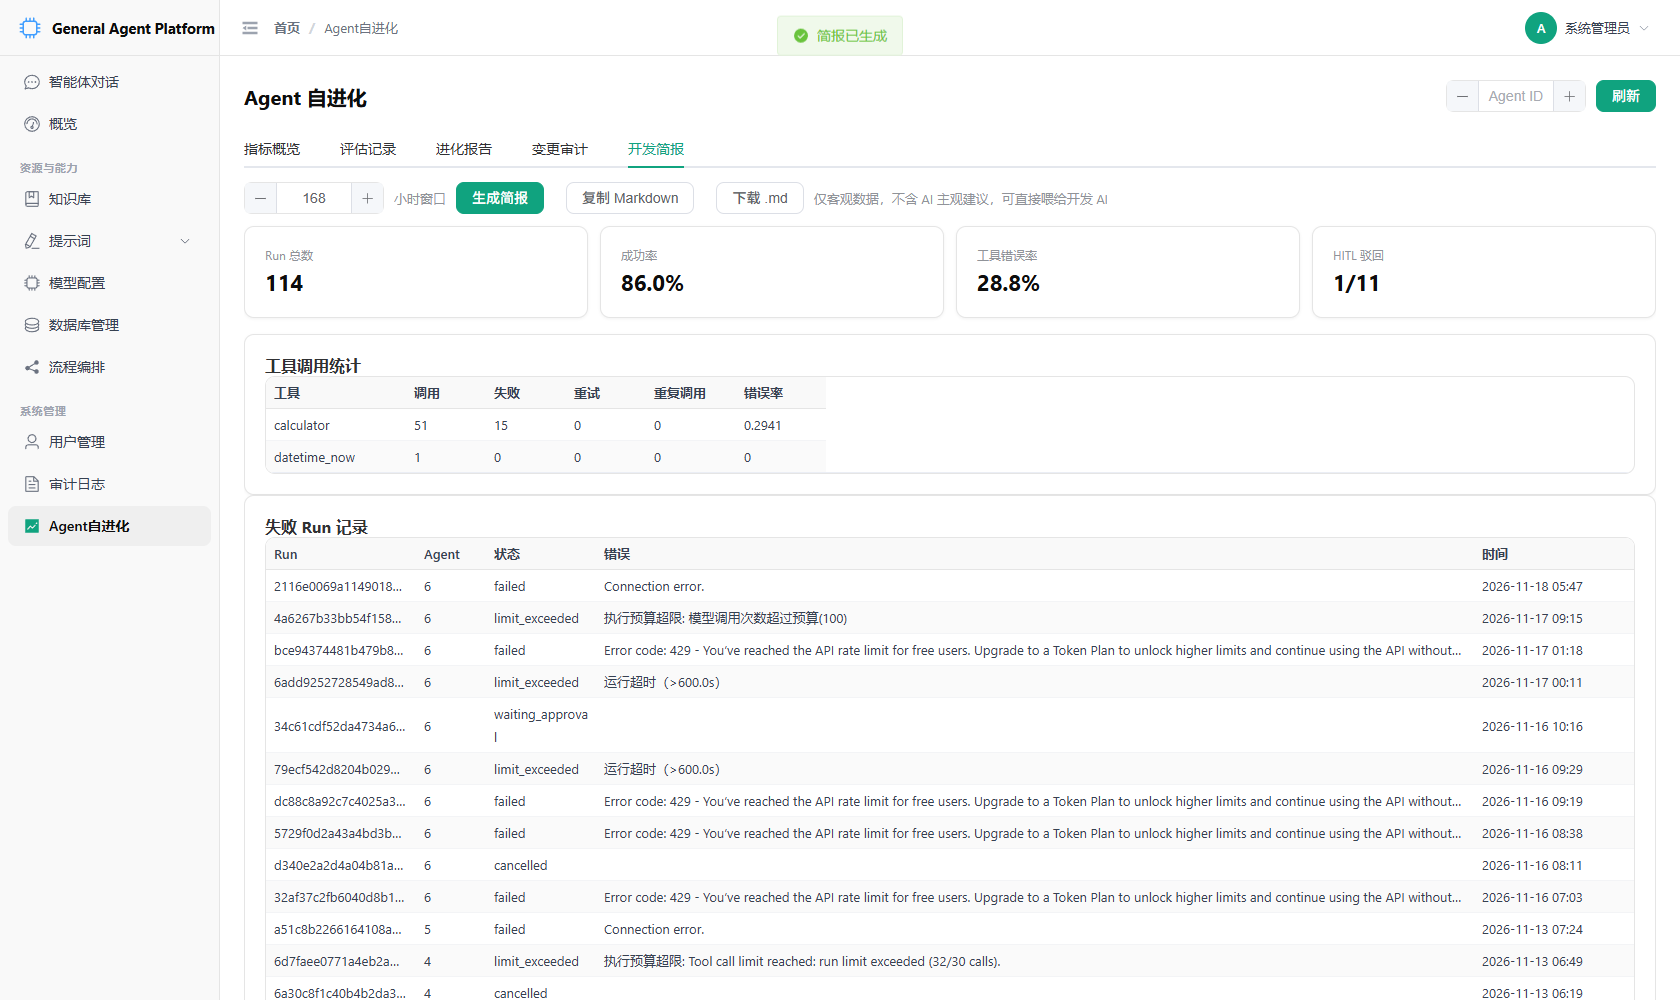 General Agent Platform
首页 / Agent自进化
简报已生成
A 系统管理员
智能体对话
概览
资源与能力
知识库
提示词
模型配置
数据库管理
流程编排
系统管理
用户管理
审计日志
Agent自进化
Agent 自进化
Agent ID
刷新
指标概览 评估记录 进化报告 变更审计 开发简报
168 小时窗口 生成简报 复制 Markdown 下载 .md 仅客观数据，不含 AI 主观建议，可直接喂给开发 AI
Run 总数
114
成功率
86.0%
工具错误率
28.8%
HITL 驳回
1/11
工具调用统计
工具 调用 失败 重试 重复调用 错误率
calculator 51 15 0 0 0.2941
datetime_now 1 0 0 0 0
失败 Run 记录
Run Agent 状态 错误 时间
2116e0069a1149018... 6 failed Connection error. 2026-11-18 05:47
4a6267b33bb54f158... 6 limit_exceeded 执行预算超限: 模型调用次数超过预算(100) 2026-11-17 09:15
bce94374481b479b8... 6 failed Error code: 429 - You’ve reached the API rate limit for free users. Upgrade to a Token Plan to unlock higher limits and continue using the API without... 2026-11-17 01:18
6add9252728549ad8... 6 limit_exceeded 运行超时（>600.0s） 2026-11-17 00:11
34c61cdf52da4734a6... 6 waiting_approva 2026-11-16 10:16
l
79ecf542d8204b029... 6 limit_exceeded 运行超时（>600.0s） 2026-11-16 09:29
dc88c8a92c7c4025a3... 6 failed Error code: 429 - You’ve reached the API rate limit for free users. Upgrade to a Token Plan to unlock higher limits and continue using the API without... 2026-11-16 09:19
5729f0d2a43a4bd3b... 6 failed Error code: 429 - You’ve reached the API rate limit for free users. Upgrade to a Token Plan to unlock higher limits and continue using the API without... 2026-11-16 08:38
d340e2a2d4a04b81a... 6 cancelled 2026-11-16 08:11
32af37c2fb6040d8b1... 6 failed Error code: 429 - You’ve reached the API rate limit for free users. Upgrade to a Token Plan to unlock higher limits and continue using the API without... 2026-11-16 07:03
a51c8b2266164108a... 5 failed Connection error. 2026-11-13 07:24
6d7faee0771a4eb2a... 4 limit_exceeded 执行预算超限: Tool call limit reached: run limit exceeded (32/30 calls). 2026-11-13 06:49
6a30c8f1c40b4b2da3... 4 cancelled 2026-11-13 06:19